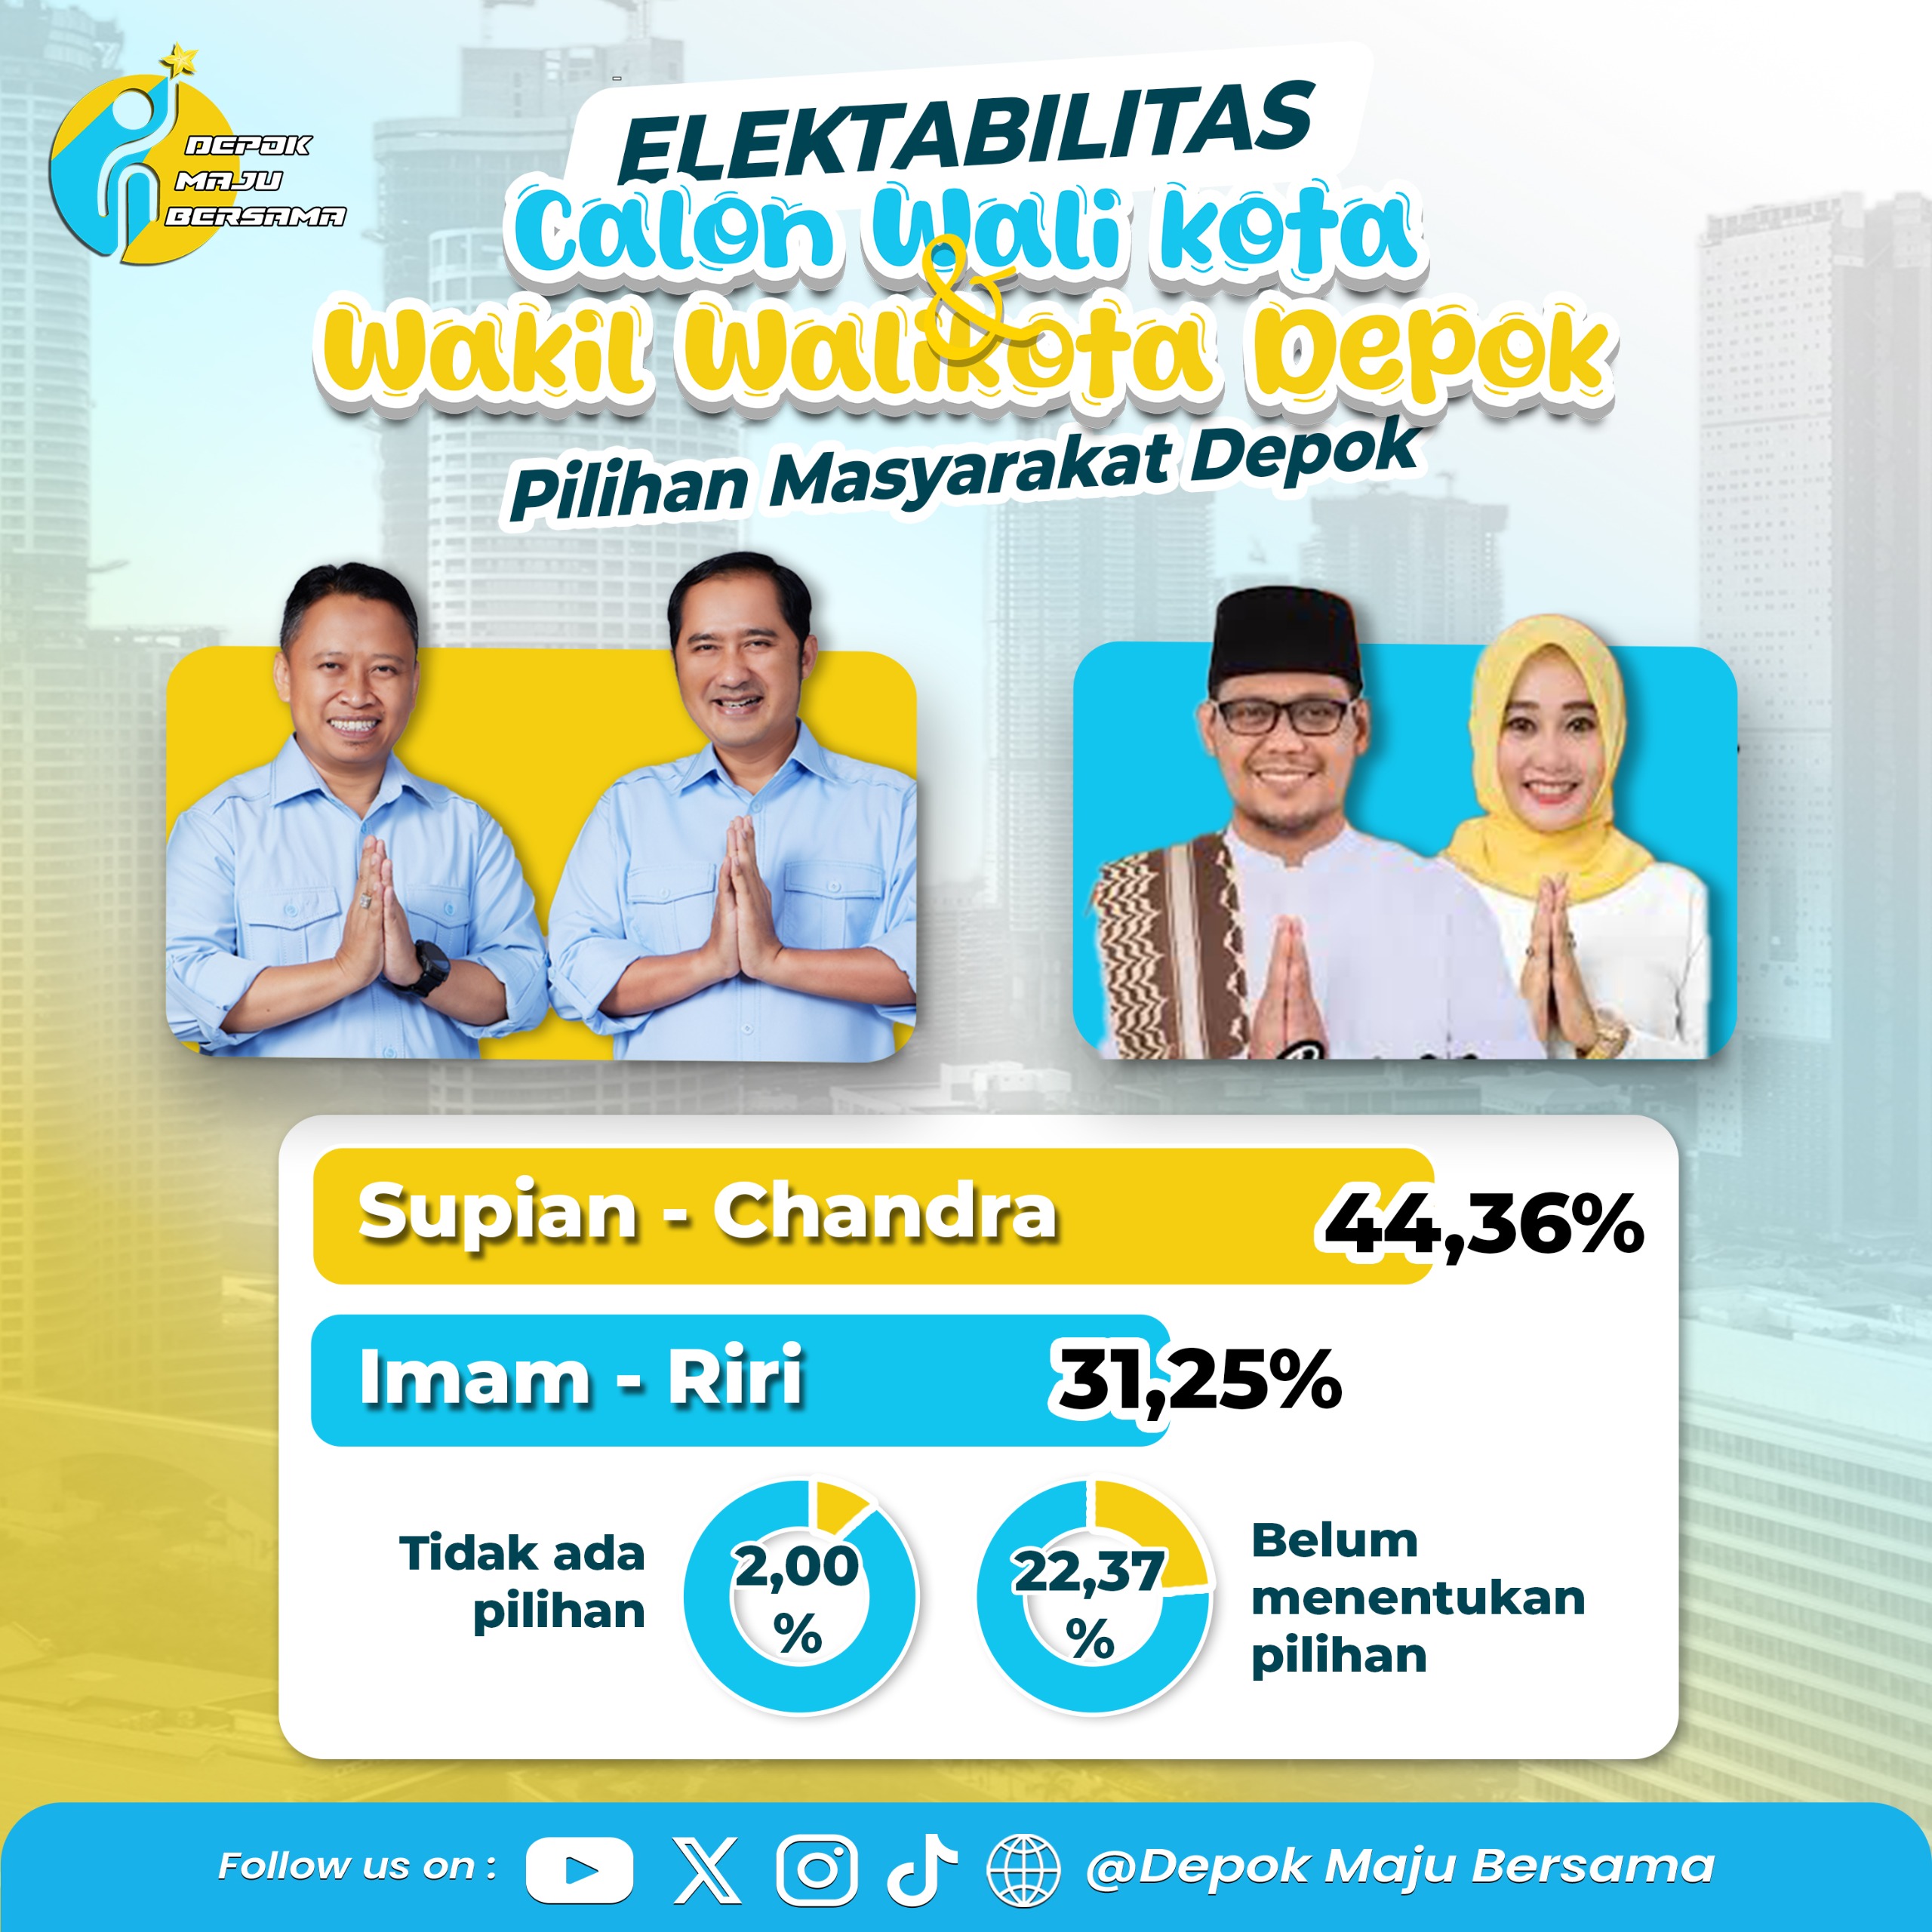 DEPOK
MAJU
BERSAMA
ELEKTABILITAS
Calon Wali kota
&
Wakil Walikota Depok
Pilihan Masyarakat Depok
Supian - Chandra
44,36%
Imam - Riri
31,25%
Tidak ada
pilihan
2,00
%
22,37
%
Belum
menentukan
pilihan
Follow us on :
@Depok Maju Bersama